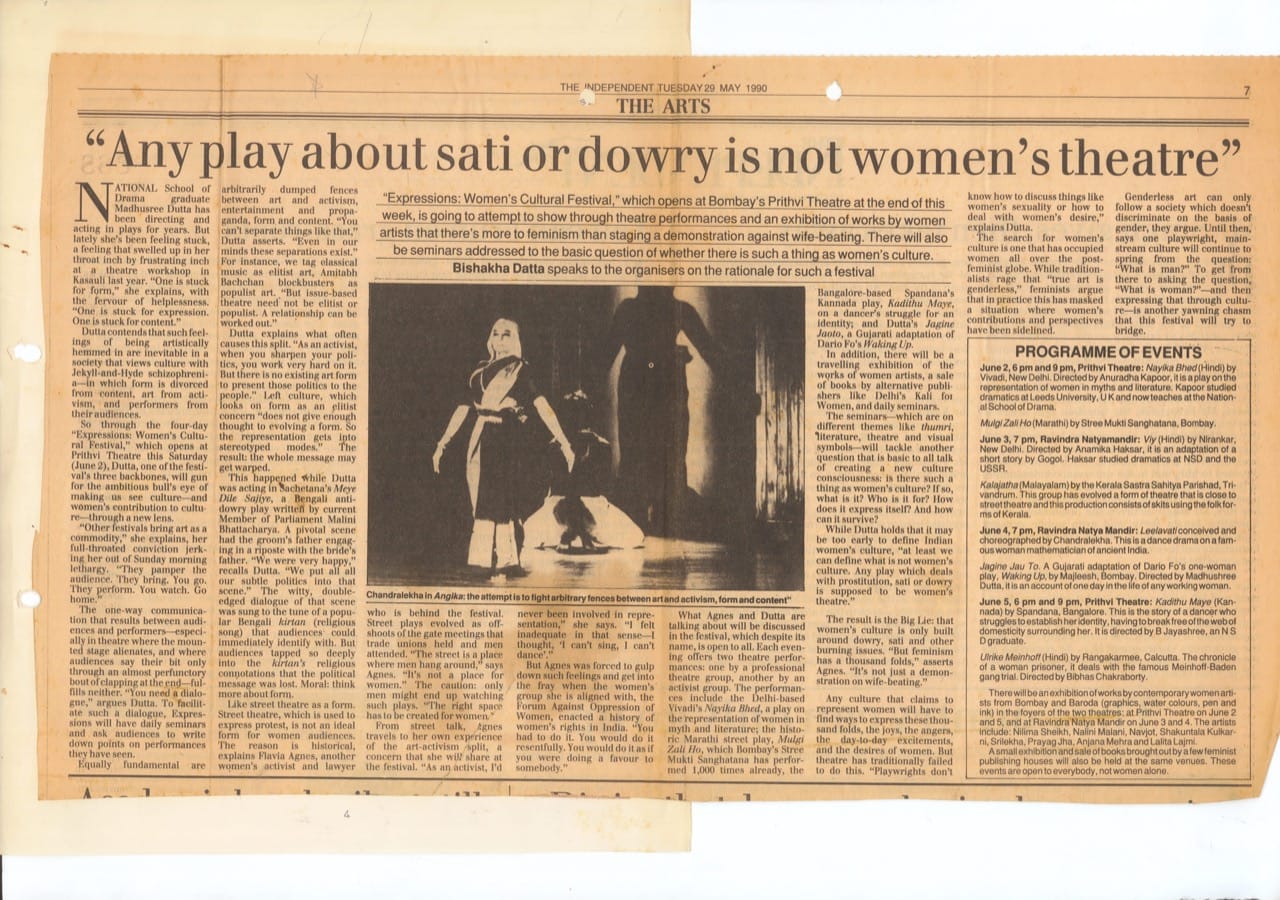 THE INDEPENDENT TUESDAY 29 MAY 1990
7
THE ARTS
“Any play about sati or dowry is not women’s theatre”
“Expressions: Women’s Cultural Festival,” which opens at Bombay’s Prithvi Theatre at the end of this
week, is going to attempt to show through theatre performances and an exhibition of works by women
artists that there’s more to feminism than staging a demonstration against wife-beating. There will also
be seminars addressed to the basic question of whether there is such a thing as women’s culture.
Bishakha Datta speaks to the organisers on the rationale for such a festival
NATIONAL School of
Drama graduate
Madhusree Dutta has
been directing and
acting in plays for years. But
lately she’s been feeling stuck,
a feeling that swelled up in her
throat inch by frustrating inch
at a theatre workshop in
Kasauli last year. “One is stuck
for form,” she explains, with
the fervour of helplessness.
“One is stuck for expression.
One is stuck for content.”
Dutta contends that such feel-
ings of being artistically
hemmed in are inevitable in a
society that views culture with
Jekyll-and-Hyde schizophreni-
a—in which form is divorced
from content, art from acti-
vism, and performers from
their audiences.
So through the four-day
“Expressions: Women’s Cultu-
ral Festival,” which opens at
Prithvi Theatre this Saturday
(June 2), Dutta, one of the festi-
val’s three backbones, will gun
for the ambitious bull’s eye of
making us see culture—and
women’s contribution to cultu-
re—through a new lens.
“Other festivals bring art as a
commodity,” she explains, her
full-throated conviction jerk-
ing her out of Sunday morning
lethargy. “They pamper the
audience. They bring. You go.
They perform. You watch. Go
home.”
The one-way communica-
tion that results between audi-
ences and performers—especi-
ally in theatre where the moun-
ted stage alienates, and where
audiences say their bit only
through an almost perfunctory
bout of clapping at the end—ful-
fills neither. “You need a dialo-
gue,” argues Dutta. To facilit-
ate such a dialogue, Expres-
sions will have daily seminars
and ask audiences to write
down points on performances
they have seen.
Equally fundamental are
arbitrarily dumped fences
between art and activism,
entertainment and propa-
ganda, form and content. “You
can’t separate things like that,”
Dutta asserts. “Even in our
minds these separations exist.”
For instance, we tag classical
music as elitist art, Amitabh
Bachchan blockbusters as
populist art. “But issue-based
theatre need not be elitist or
populist. A relationship can be
worked out.”
Dutta explains what often
causes this split. “As an activist,
when you sharpen your poli-
tics, you work very hard on it.
But there is no existing art form
to present those politics to the
people.” Left culture, which
looks on form as an elitist
concern “does not give enough
thought to evolving a form. So
the representation gets into
stereotyped modes.” The
result: the whole message may
get warped.
This happened while Dutta
was acting in Sachetana’s Meye
Dile Sajiye, a Bengali anti-
dowry play written by current
Member of Parliament Malini
Bhattacharya. A pivotal scene
had the groom’s father engag-
ing in a riposte with the bride’s
father. “We were very happy,”
recalls Dutta. “We put all all
our subtle politics into that
scene.” The witty, double-
edged dialogue of that scene
was sung to the tune of a popu-
lar Bengali kirtan (religious
song) that audiences could
immediately identify with. But
audiences tapped so deeply
into the kirtan’s religious
connotations that the political
message was lost. Moral: think
more about form.
Like street theatre as a form.
Street theatre, which is used to
express protest, is not an ideal
form for women audiences.
The reason is historical,
explains Flavia Agnes, another
women’s activist and lawyer
Chandralekha in Angika: the attempt is to fight arbitrary fences between art and activism, form and content”
who is behind the festival.
Street plays evolved as off-
shoots of the gate meetings that
trade unions held and men
attended. “The street is a place
where men hang around,” says
Agnes. “It’s not a place for
women.” The caution: only
men might end up watching
such plays. “The right space
has to be created for women.”
From street talk, Agnes
travels to her own experience
of the art-activism split, a
concern that she will share at
the festival. “As an activist, I’d
never been involved in repre-
sentation,” she says. “I felt
inadequate in that sense—I
thought, ‘I can’t sing, I can’t
dance’.”
But Agnes was forced to gulp
down such feelings and get into
the fray when the women’s
group she is aligned with, the
Forum Against Oppression of
Women, enacted a history of
women’s rights in India. “You
had to do it. You would do it
resentfully. You would do it as if
you were doing a favour to
somebody.”
What Agnes and Dutta are
talking about will be discussed
in the festival, which despite its
name, is open to all. Each even-
ing offers two theatre perfor-
mances: one by a professional
theatre group, another by an
activist group. The performan-
ces include the Delhi-based
Vivadi’s Nayika Bhed, a play on
the representation of women in
myth and literature; the histo-
ric Marathi street play, Mulgi
Zali Ho, which Bombay’s Stree
Mukti Sanghatana has perfor-
med 1,000 times already, the
Bangalore-based Spandana’s
Kannada play, Kadithu Maye,
on a dancer’s struggle for an
identity; and Dutta’s Jagine
Jaoto, a Gujarati adaptation of
Dario Fo’s Waking Up.
In addition, there will be a
travelling exhibition of the
works of women artists, a sale
of books by alternative publi-
shers like Delhi’s Kali for
Women, and daily seminars.
The seminars—which are on
different themes like thumri,
literature, theatre and visual
symbols—will tackle another
question that is basic to all talk
of creating a new culture
consciousness: is there such a
thing as women’s culture? If so,
what is it? Who is it for? How
does it express itself? And how
can it survive?
While Dutta holds that it may
be too early to define Indian
women’s culture, “at least we
can define what is not women’s
culture. Any play which deals
with prostitution, sati or dowry
is supposed to be women’s
theatre.”
The result is the Big Lie: that
women’s culture is only built
around dowry, sati and other
burning issues. “But feminism
has a thousand folds,” asserts
Agnes. “It’s not just a demon-
stration on wife-beating.”
Any culture that claims to
represent women will have to
find ways to express these thou-
sand folds, the joys, the angers,
the day-to-day excitements,
and the desires of women. But
theatre has traditionally failed
to do this. “Playwrights don’t
know how to discuss things like
women’s sexuality or how to
deal with women’s desire,”
explains Dutta.
The search for women’s
culture is one that has occupied
women all over the post-
feminist globe. While tradition-
alists rage that “true art is
genderless,” feminists argue
that in practice this has masked
a situation where women’s
contributions and perspectives
have been sidelined.
Genderless art can only
follow a society which doesn’t
discriminate on the basis of
gender, they argue. Until then,
says one playwright, main-
stream culture will continue to
spring from the question:
“What is man?” To get from
there to asking the question,
“What is woman?”—and then
expressing that through cultu-
re—is another yawning chasm
that this festival will try to
bridge.
PROGRAMME OF EVENTS
June 2, 6 pm and 9 pm, Prithvi Theatre: Nayika Bhed (Hindi) by
Vivadi, New Delhi. Directed by Anuradha Kapoor, it is a play on the
representation of women in myths and literature. Kapoor studied
dramatics at Leeds University, U K and now teaches at the Nation-
al School of Drama.
Mulgi Zali Ho (Marathi) by Stree Mukti Sanghatana, Bombay.
June 3, 7 pm, Ravindra Natyamandir: Viy (Hindi) by Nirankar,
New Delhi. Directed by Anamika Haksar, it is an adaptation of a
short story by Gogol. Haksar studied dramatics at NSD and the
USSR.
Kalajatha (Malayalam) by the Kerala Sastra Sahitya Parishad, Tri-
vandrum. This group has evolved a form of theatre that is close to
street theatre and this production consists of skits using the folk for-
ms of Kerala.
June 4, 7 pm, Ravindra Natya Mandir: Leelavati conceived and
choreographed by Chandralekha. This is a dance drama on a fam-
ous woman mathematician of ancient India.
Jagine Jau To. A Gujarati adaptation of Dario Fo’s one-woman
play, Waking Up, by Majleesh, Bombay. Directed by Madhushree
Dutta, it is an account of one day in the life of any working woman.
June 5, 6 pm and 9 pm, Prithvi Theatre: Kadithu Maye (Kan-
nada) by Spandana, Bangalore. This is the story of a dancer who
struggles to establish her identity, having to break free of the web of
domesticity surrounding her. It is directed by B Jayashree, an N S
D graduate.
Ulrike Meinhoff (Hindi) by Rangakarmee, Calcutta. The chronicle
of a woman prisoner, it deals with the famous Meinhoff-Baden
gang trial. Directed by Bibhas Chakraborty.
There will be an exhibition of works by contemporary women arti-
sts from Bombay and Baroda (graphics, water colours, pen and
ink) in the foyers of the two theatres; at Prithvi Theatre on June 2
and 5, and at Ravindra Natya Mandir on June 3 and 4. The artists
include: Nilima Sheikh, Nalini Malani, Navjot, Shakuntala Kulkar-
ni, Srilekha, Prayag Jha, Anjana Mehra and Lalita Lajmi.
A small exhibition and sale of books brought out by a few feminist
publishing houses will also be held at the same venues. These
events are open to everybody, not women alone.
4